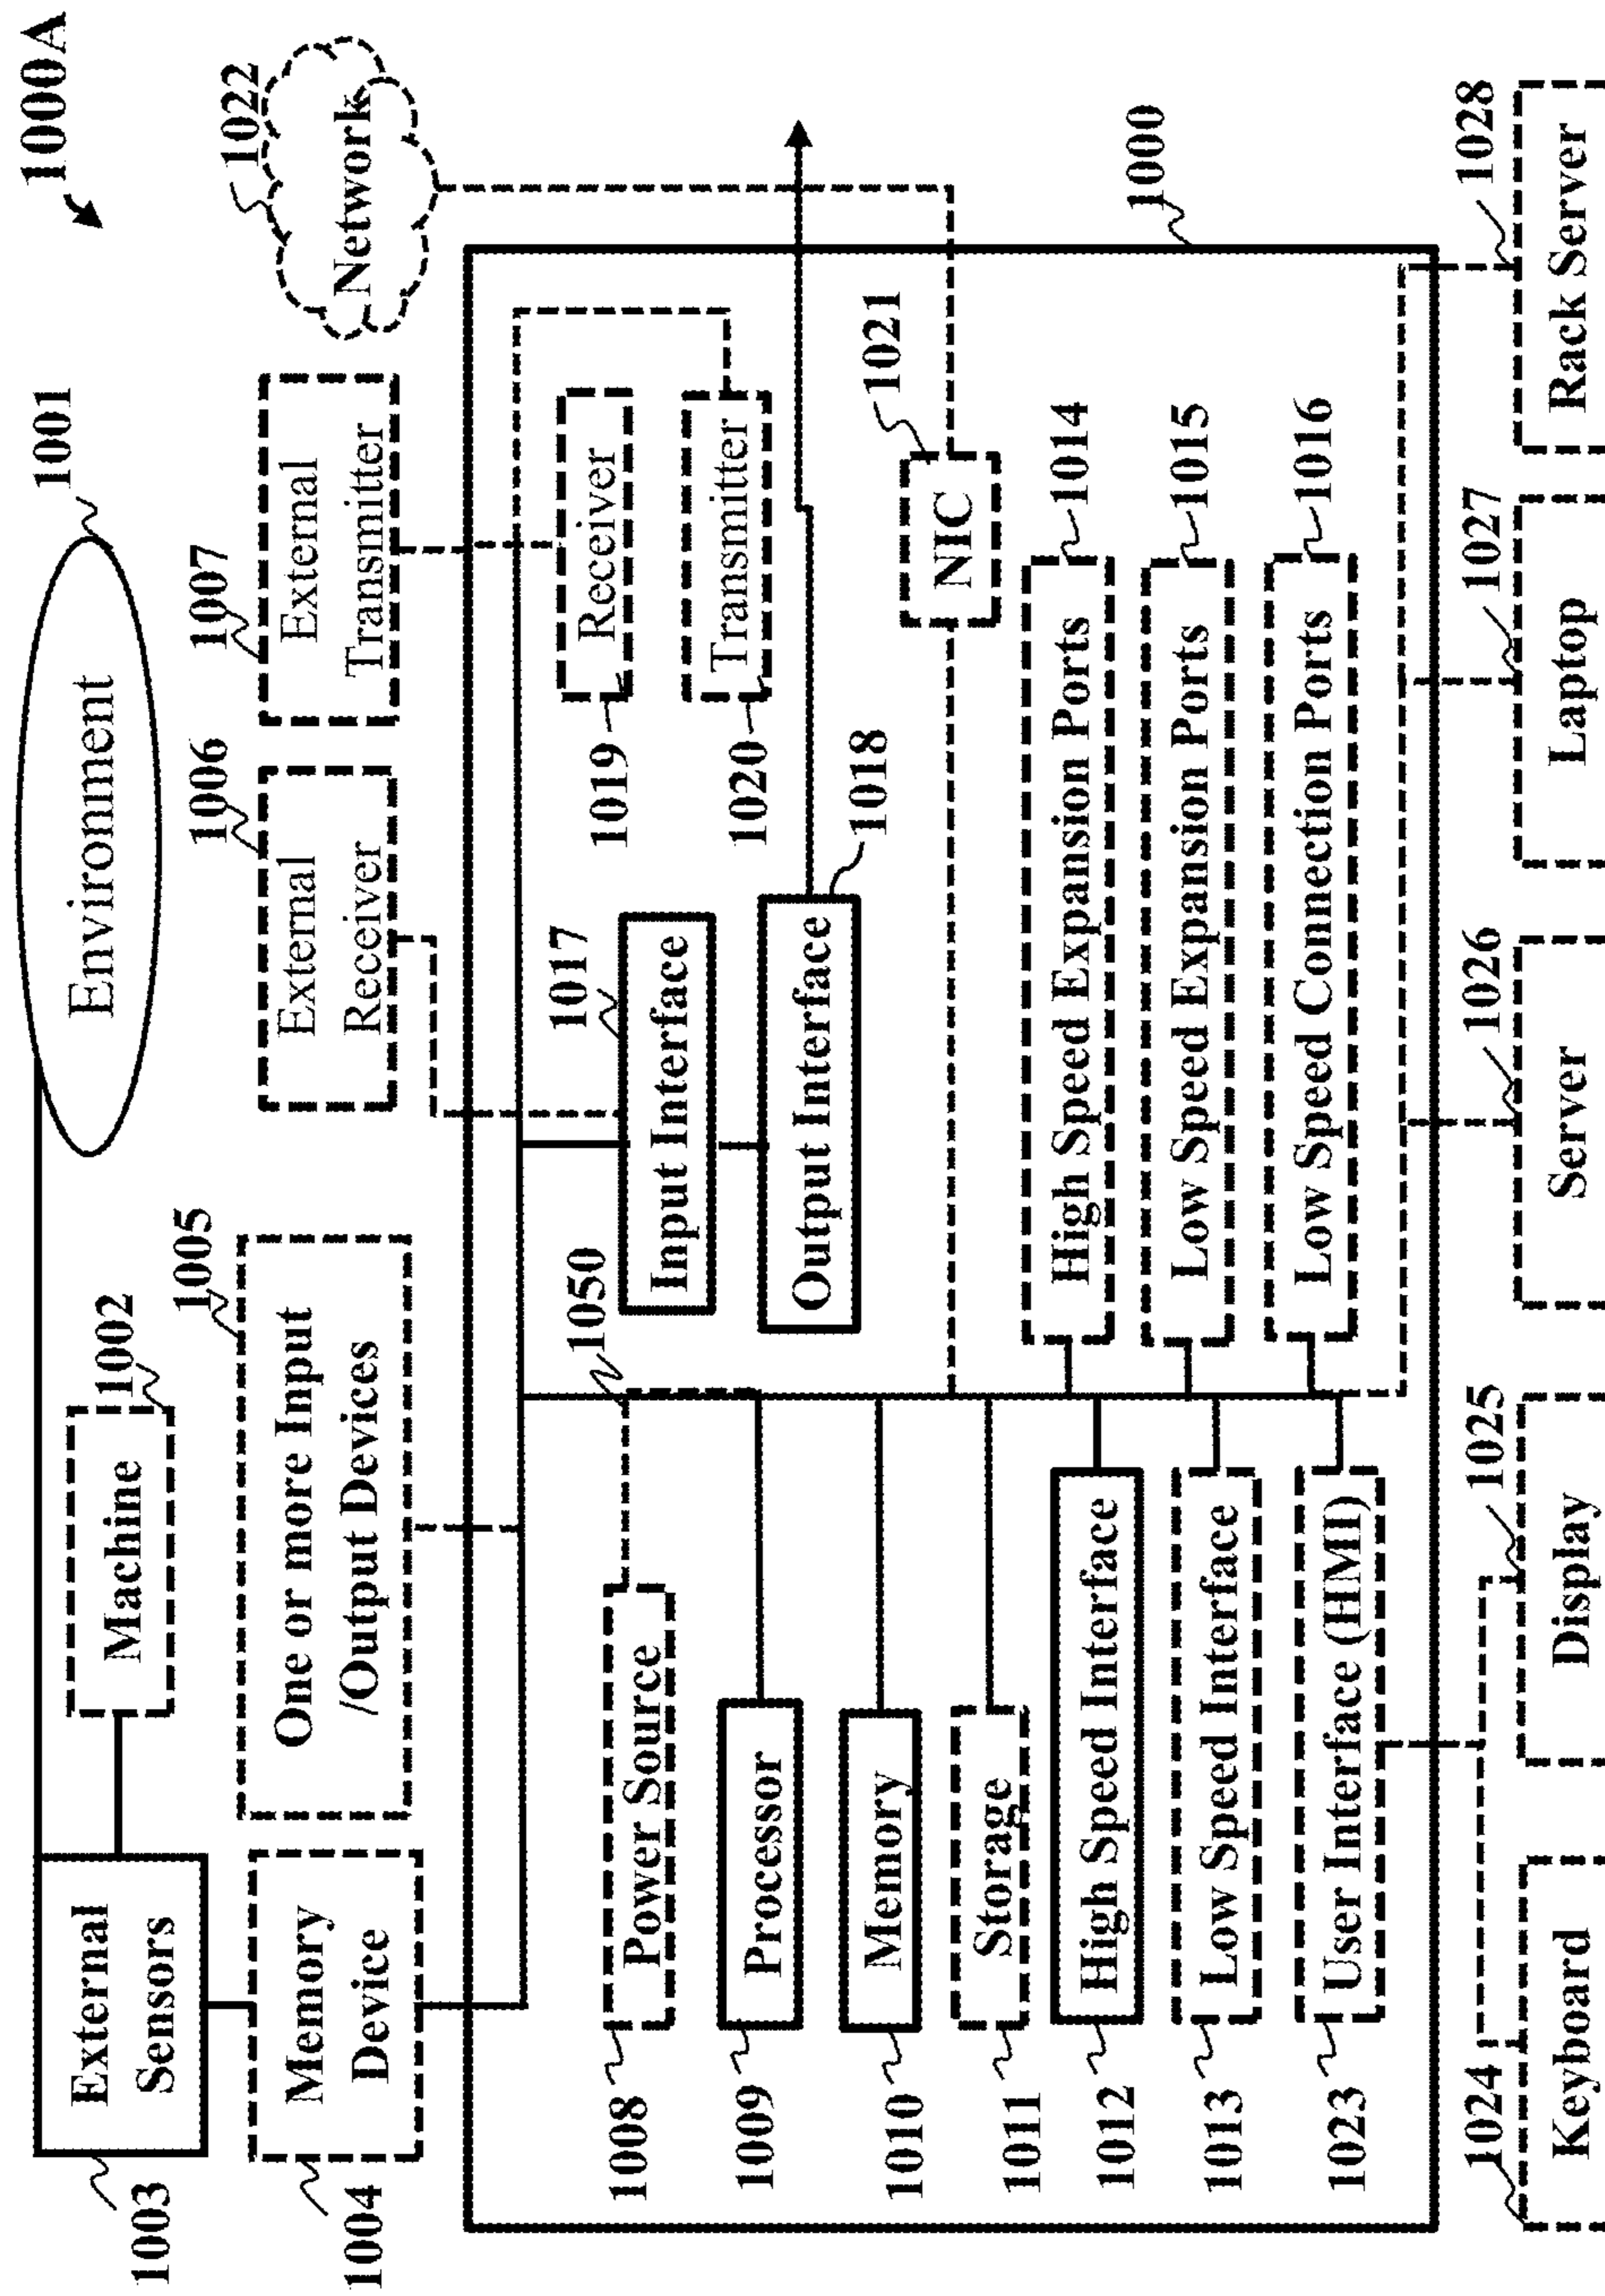 1000A
Environment
1001
Machine
1002
External
Sensors
1003
Memory
Device
1004
One or more Input
/Output Devices
1005
External
Receiver
1006
External
Transmitter
1007
Network
1022
1000
1050
Power Source
1008
Processor
1009
Memory
1010
Storage
1011
High Speed Interface
1012
Low Speed Interface
1013
User Interface (HMI)
1023
Input Interface
1017
Output Interface
1018
Receiver
1019
Transmitter
1020
NIC
1021
High Speed Expansion Ports
1014
Low Speed Expansion Ports
1015
Low Speed Connection Ports
1016
1024
Keyboard
1025
Display
1026
Server
1027
Laptop
1028
Rack Server